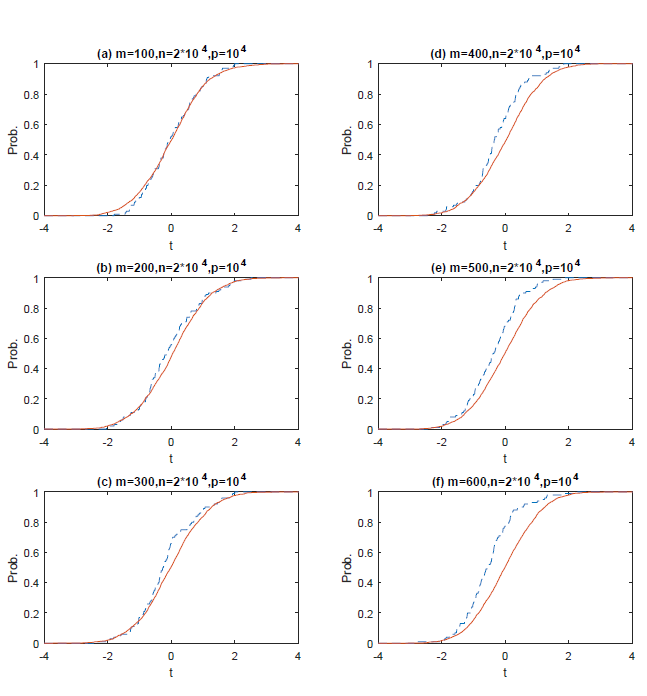 (a) m=100,n=2*10^4,p=10^4
1
0.8
0.6
0.4
0.2
0
Prob.
-4 -2 0 2 4
t
(b) m=200,n=2*10^4,p=10^4
1
0.8
0.6
0.4
0.2
0
Prob.
-4 -2 0 2 4
t
(c) m=300,n=2*10^4,p=10^4
1
0.8
0.6
0.4
0.2
0
Prob.
-4 -2 0 2 4
t
(d) m=400,n=2*10^4,p=10^4
1
0.8
0.6
0.4
0.2
0
Prob.
-4 -2 0 2 4
t
(e) m=500,n=2*10^4,p=10^4
1
0.8
0.6
0.4
0.2
0
Prob.
-4 -2 0 2 4
t
(f) m=600,n=2*10^4,p=10^4
1
0.8
0.6
0.4
0.2
0
Prob.
-4 -2 0 2 4
t